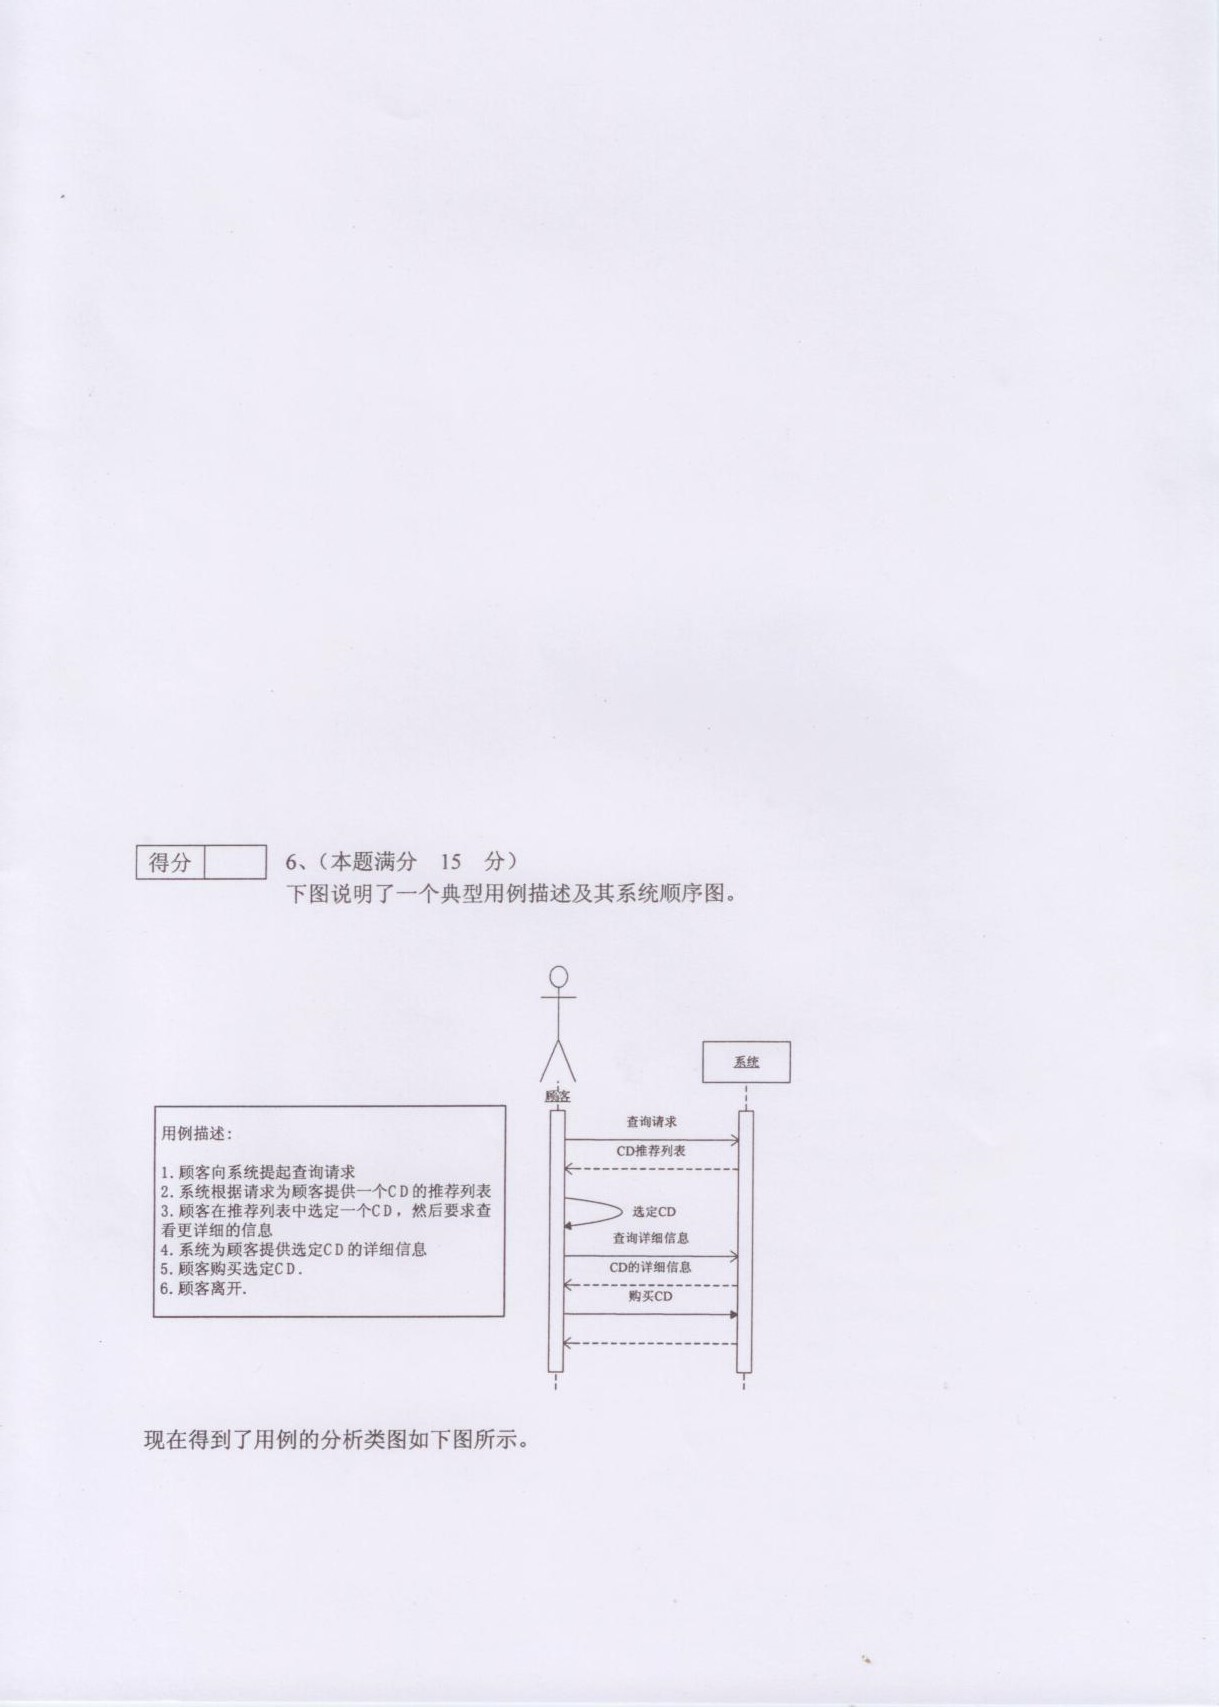 得分
6、（本题满分 15 分）
下图说明了一个典型用例描述及其系统顺序图。
系统
顾客
用例描述:
1. 顾客向系统提起查询请求
2. 系统根据请求为顾客提供一个CD的推荐列表
3. 顾客在推荐列表中选定一个CD，然后要求查
看更详细的信息
4. 系统为顾客提供选定CD的详细信息
5. 顾客购买选定CD.
6. 顾客离开.
查询请求
CD推荐列表
选定CD
查询详细信息
CD的详细信息
购买CD
现在得到了用例的分析类图如下图所示。